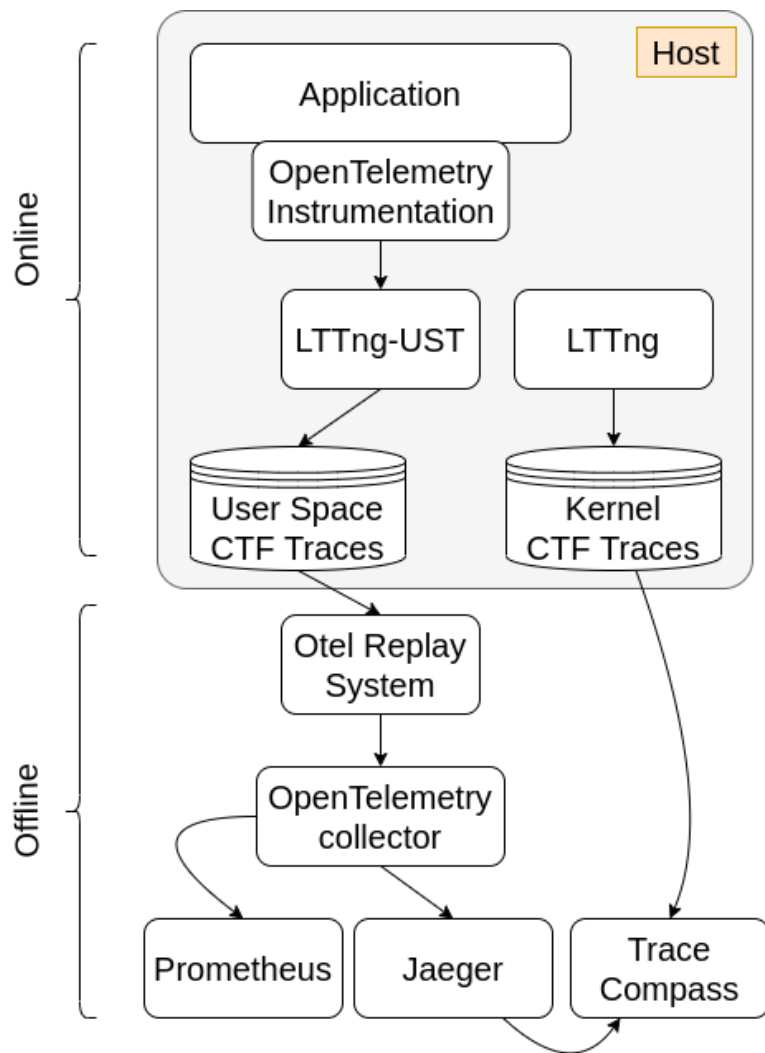 Host
Application
OpenTelemetry
Instrumentation
Online
LTTng-UST
LTTng
User Space
CTF Traces
Kernel
CTF Traces
Otel Replay
System
Offline
OpenTelemetry
collector
Prometheus
Jaeger
Trace
Compass